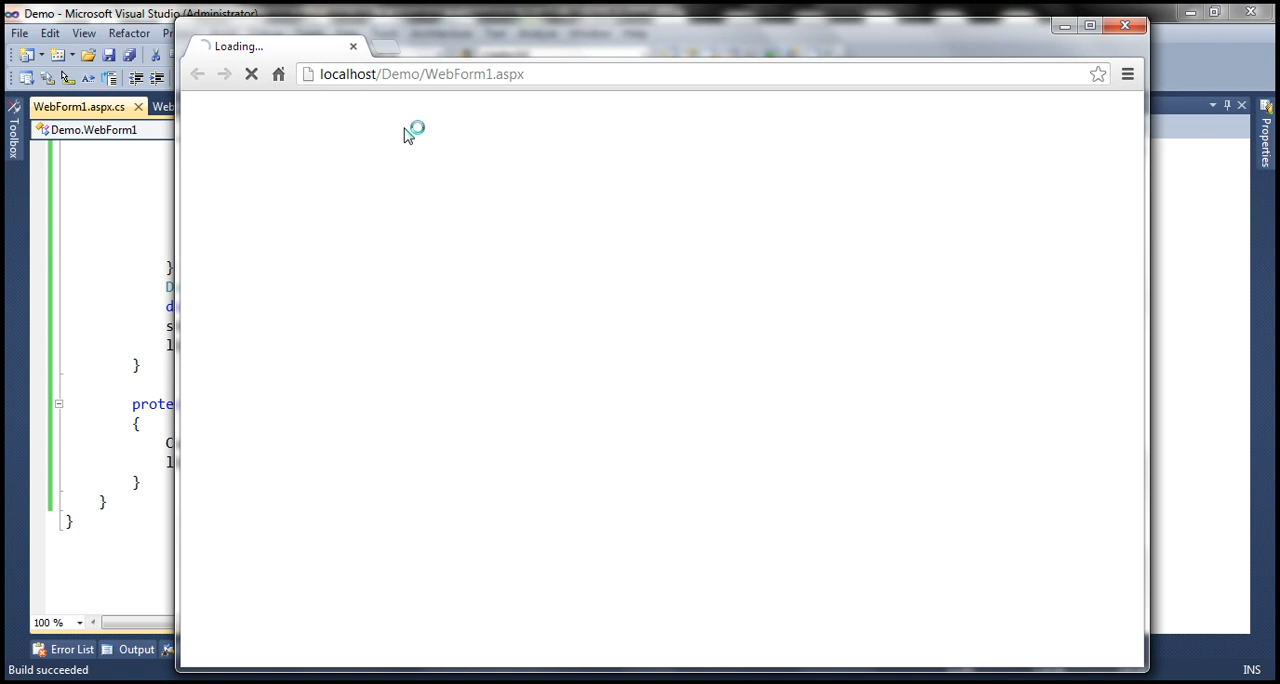 Demo - Microsoft Visual Studio (Administrator)
File Edit View Refactor
Loading...
localhost/Demo/WebForm1.aspx
WebForm1.aspx.cs
Web
Demo.WebForm1
Toolbox
Properties
}
D
d
s
l
}
prote
{
C
l
}
}
}
100 %
Error List Output
Build succeeded
INS